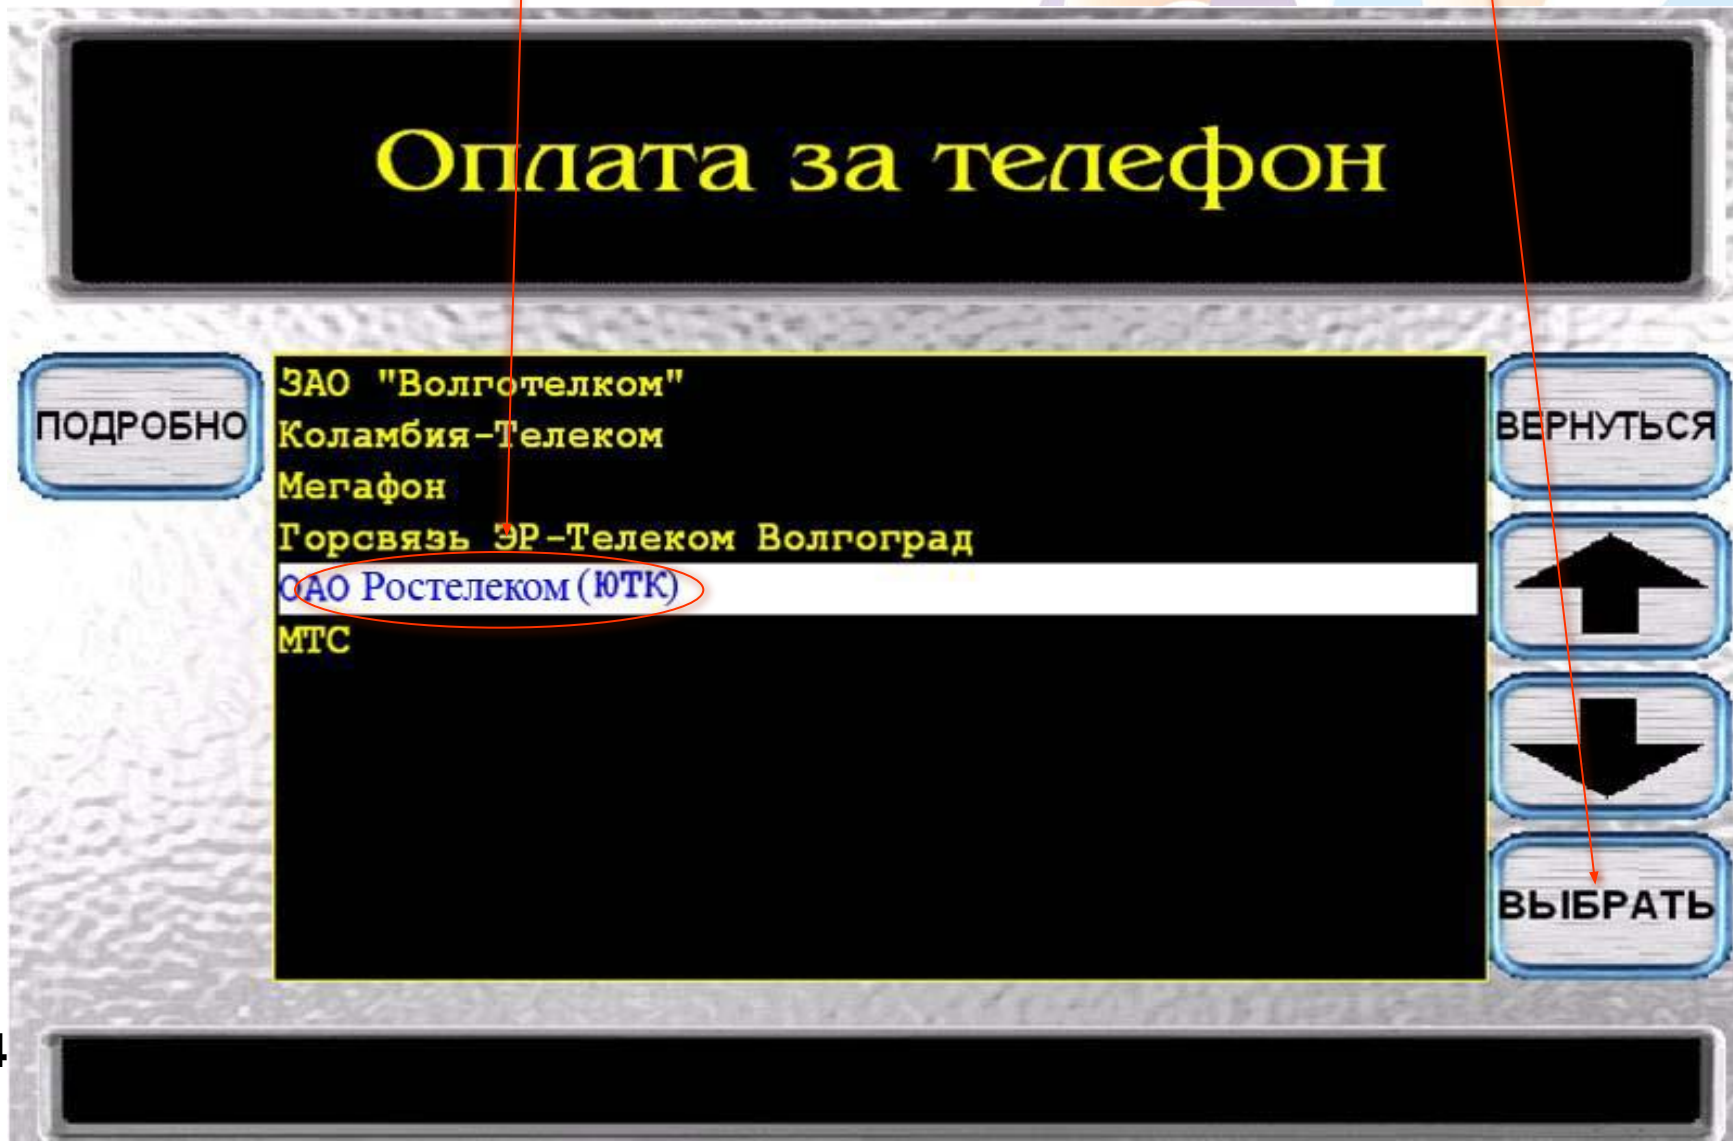 Оплата за телефон
ПОДРОБНО
ЗАО "Волготелком"
Коламбия-Телеком
Мегафон
Горсвязь ЭР-Телеком Волгоград
ОАО Ростелеком (ЮТК)
МТС
ВЕРНУТЬСЯ
ВЫБРАТЬ
4